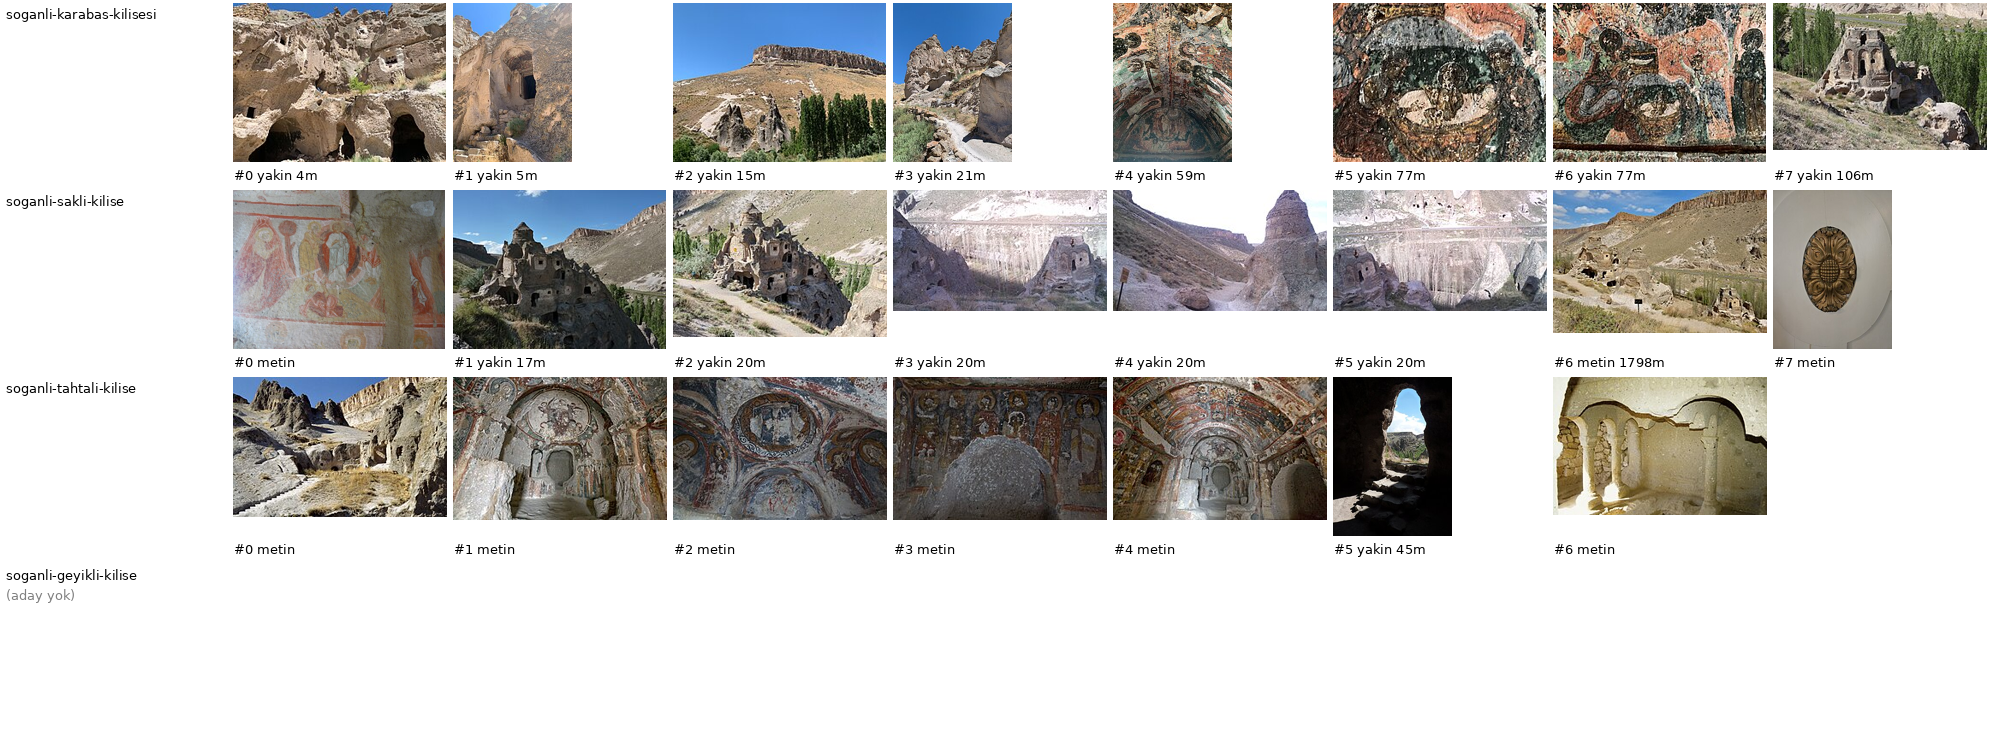 soganli-karabas-kilisesi
#0 yakin 4m
#1 yakin 5m
#2 yakin 15m
#3 yakin 21m
#4 yakin 59m
#5 yakin 77m
#6 yakin 77m
#7 yakin 106m
soganli-sakli-kilise
#0 metin
#1 yakin 17m
#2 yakin 20m
#3 yakin 20m
#4 yakin 20m
#5 yakin 20m
#6 metin 1798m
#7 metin
soganli-tahtali-kilise
#0 metin
#1 metin
#2 metin
#3 metin
#4 metin
#5 yakin 45m
#6 metin
soganli-geyikli-kilise
(aday yok)